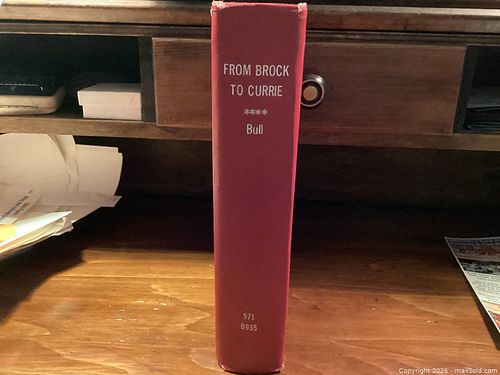 FROM BROCK
TO CURRIE
****
Bull
971
B935
Copyright 2026 - maxsold.com